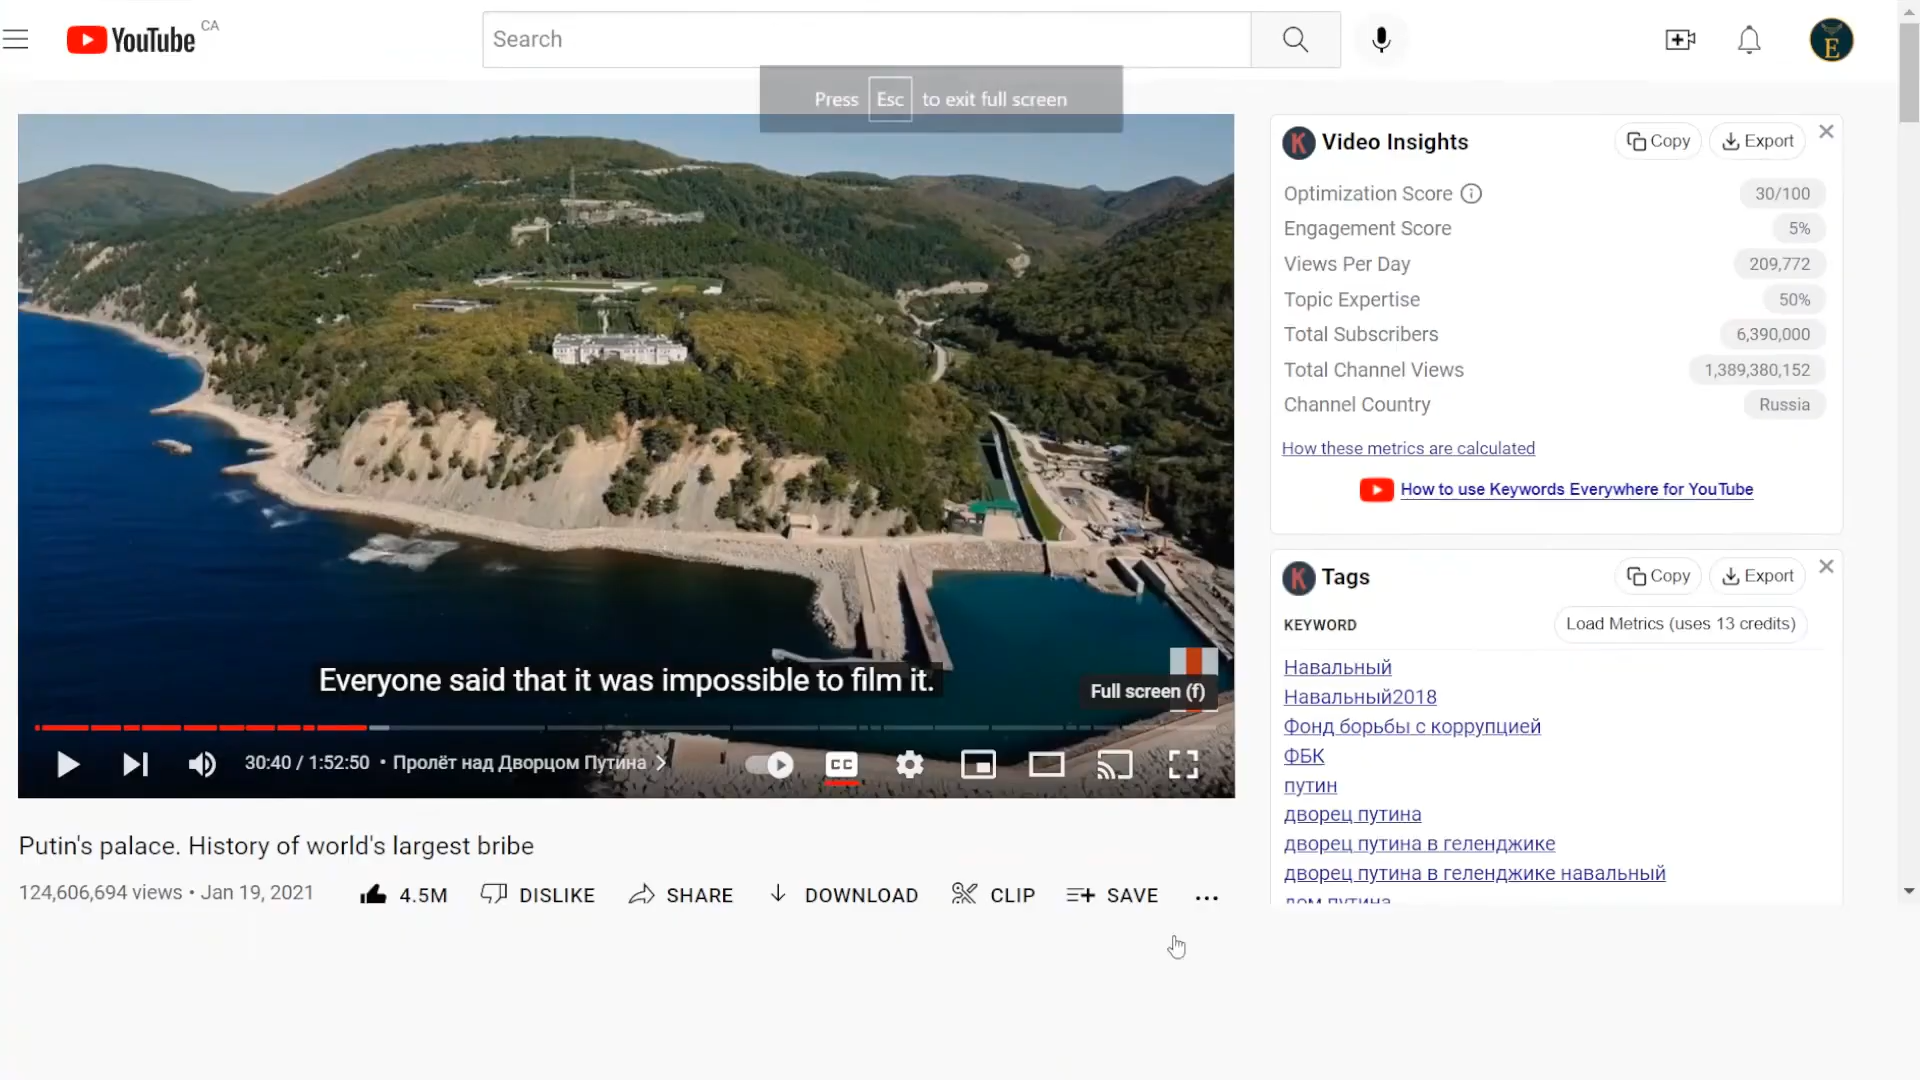 YouTube CA
Search
Press Esc to exit full screen
Everyone said that it was impossible to film it.
Full screen (f)
30:40 / 1:52:50 • Пролёт над Дворцом Путина
CC
Putin's palace. History of world's largest bribe
124,606,694 views • Jan 19, 2021
4.5M
DISLIKE
SHARE
DOWNLOAD
CLIP
SAVE
E
K Video Insights
Copy
Export
Optimization Score 30/100
Engagement Score 5%
Views Per Day 209,772
Topic Expertise 50%
Total Subscribers 6,390,000
Total Channel Views 1,389,380,152
Channel Country Russia
How these metrics are calculated
How to use Keywords Everywhere for YouTube
K Tags
Copy
Export
KEYWORD
Load Metrics (uses 13 credits)
Навальный
Навальный2018
Фонд борьбы с коррупцией
ФБК
путин
дворец путина
дворец путина в геленджике
дворец путина в геленджике навальный
дом путина